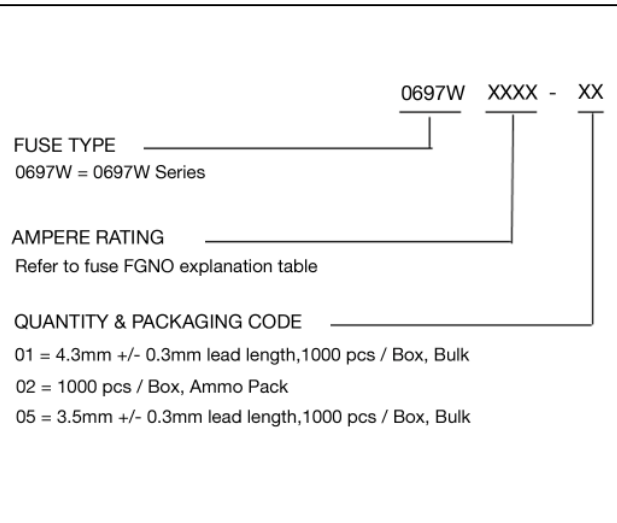 0697W XXXX - XX
FUSE TYPE
0697W = 0697W Series
AMPERE RATING
Refer to fuse FGNO explanation table
QUANTITY & PACKAGING CODE
01 = 4.3mm +/- 0.3mm lead length,1000 pcs / Box, Bulk
02 = 1000 pcs / Box, Ammo Pack
05 = 3.5mm +/- 0.3mm lead length,1000 pcs / Box, Bulk